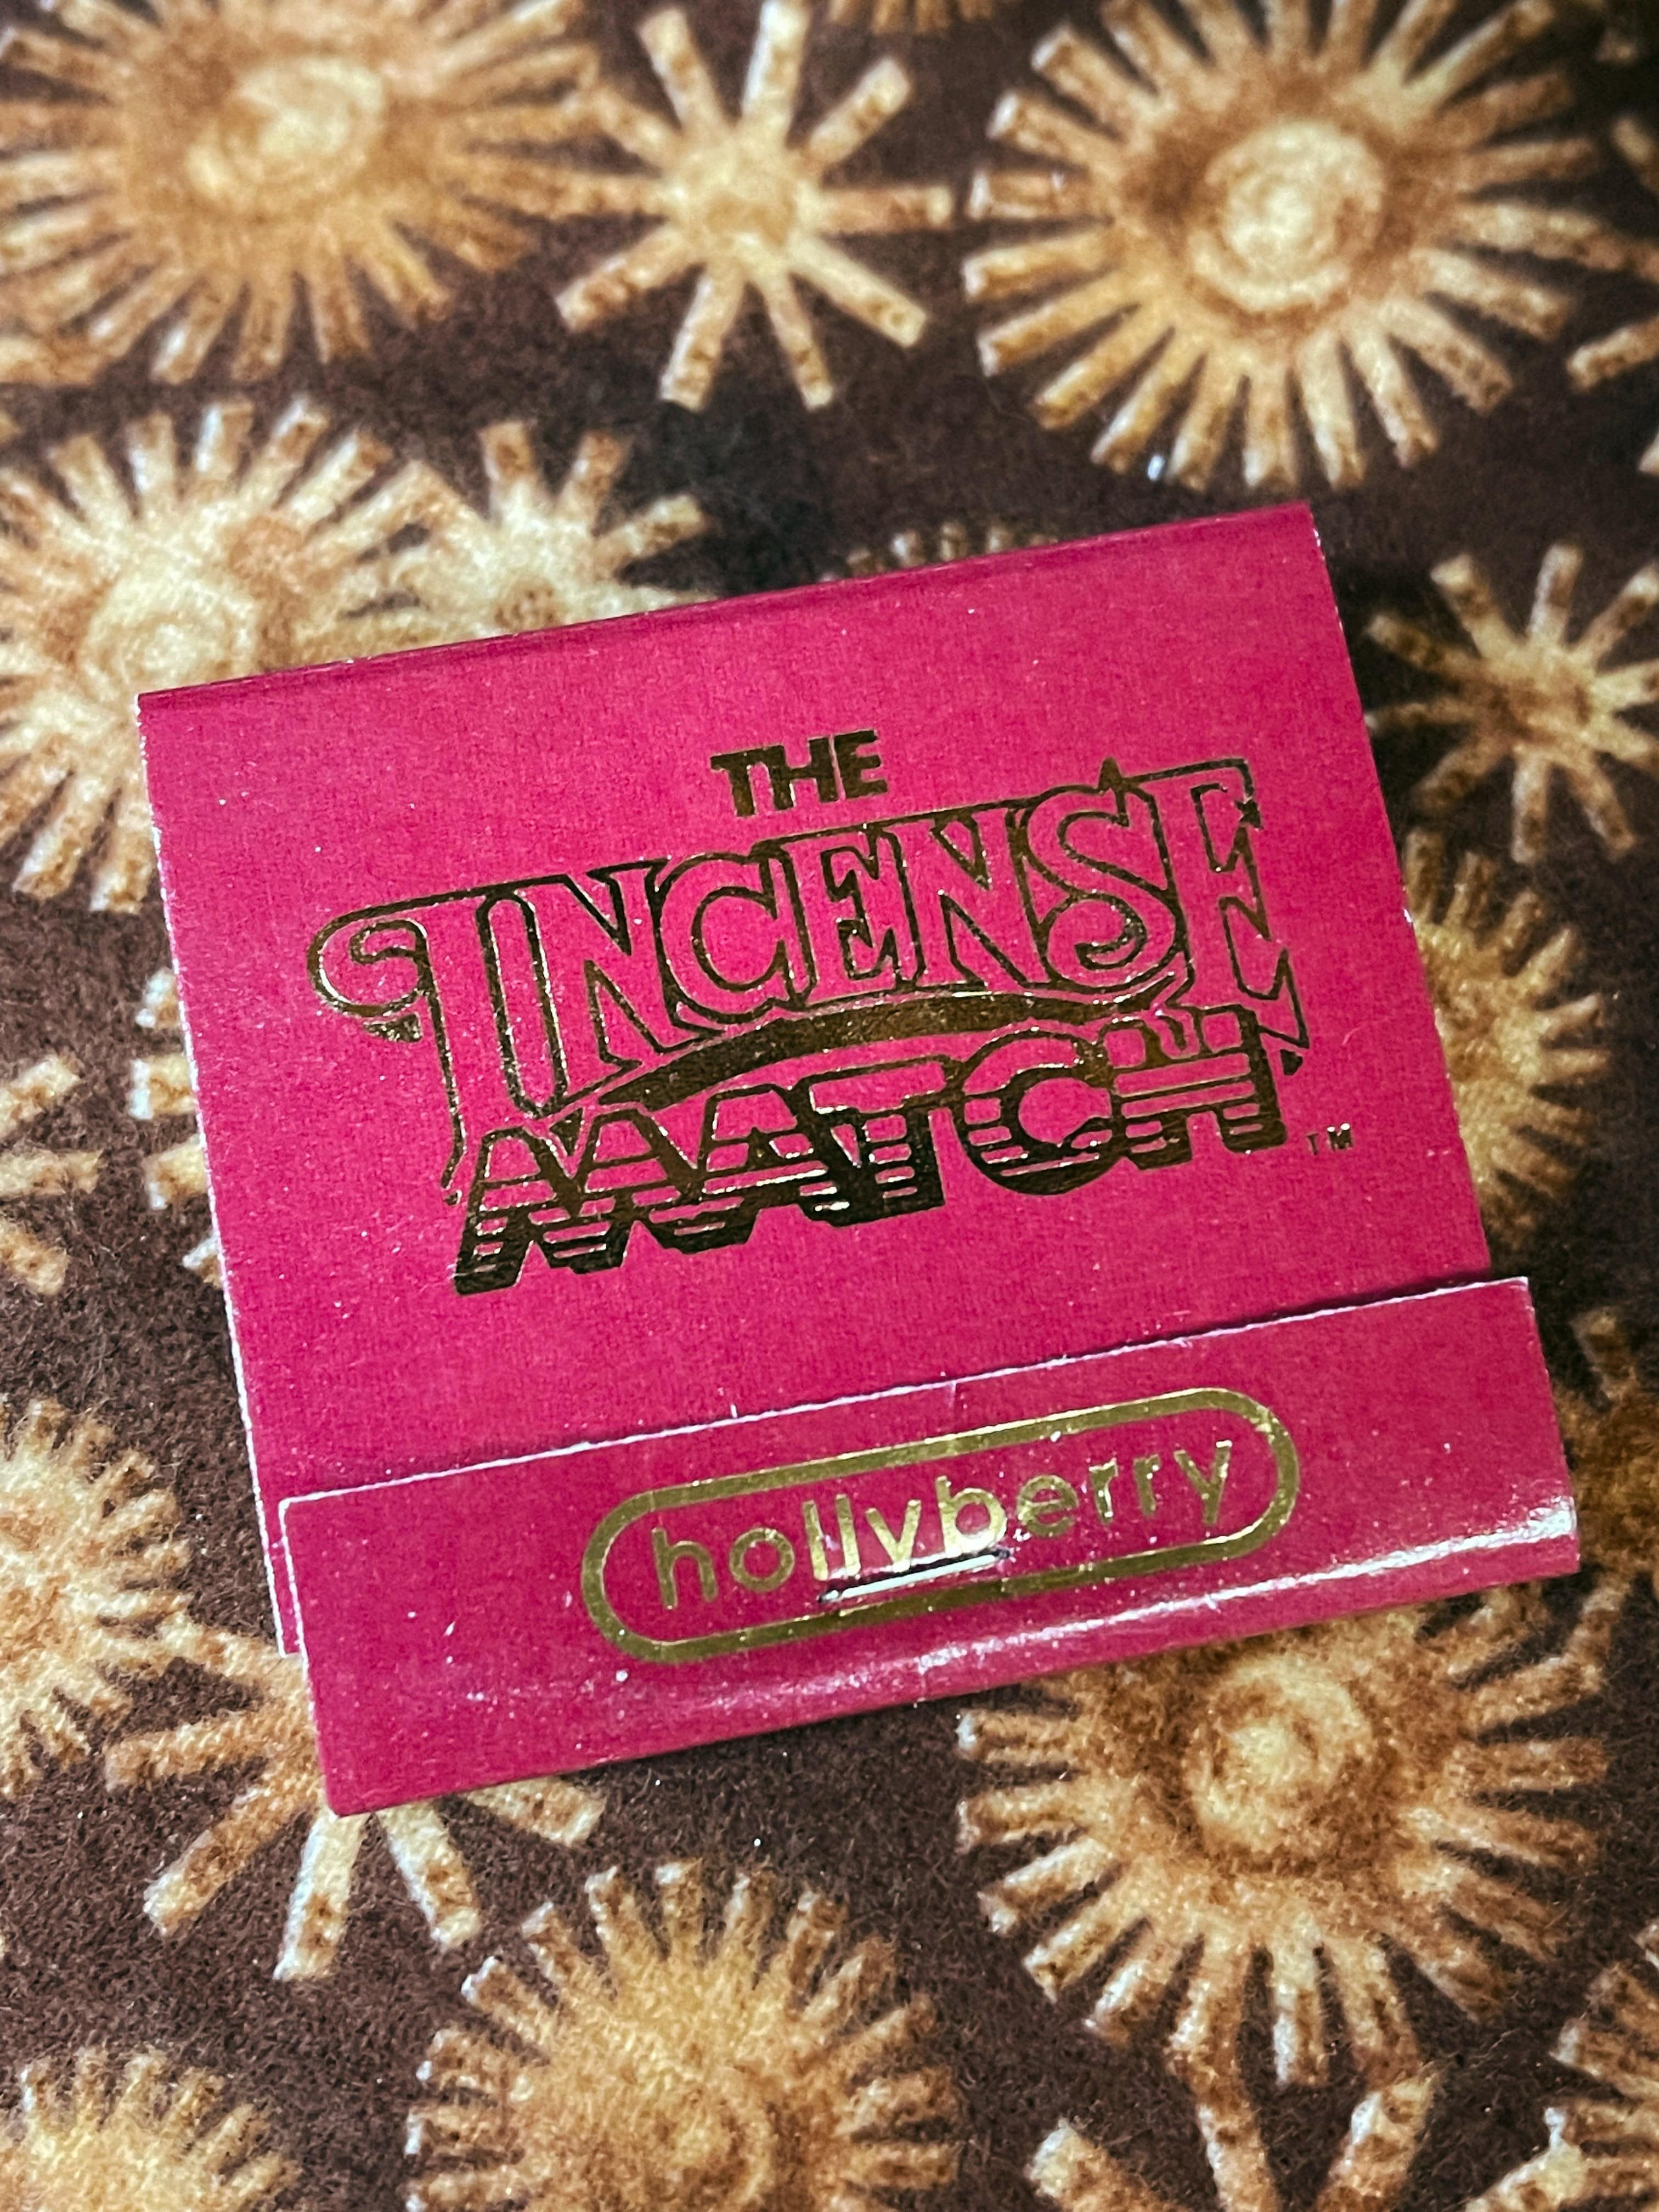 THE
INCENSE
MATCH TM
hollyberry